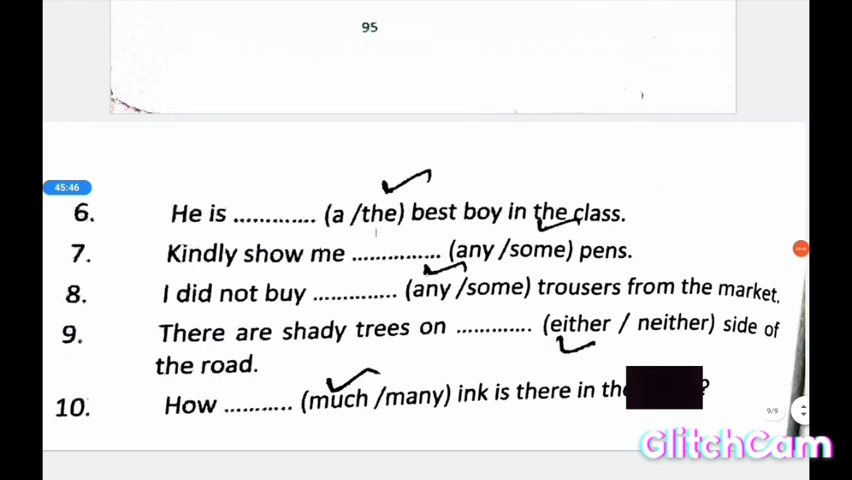 95
45:46
6. He is ............. (a /the) best boy in the class.
7. Kindly show me ................ (any /some) pens.
8. I did not buy ............... (any /some) trousers from the market.
9. There are shady trees on ............. (either / neither) side of
the road.
10. How ........... (much /many) ink is there in the ?
9/9
GlitchCam